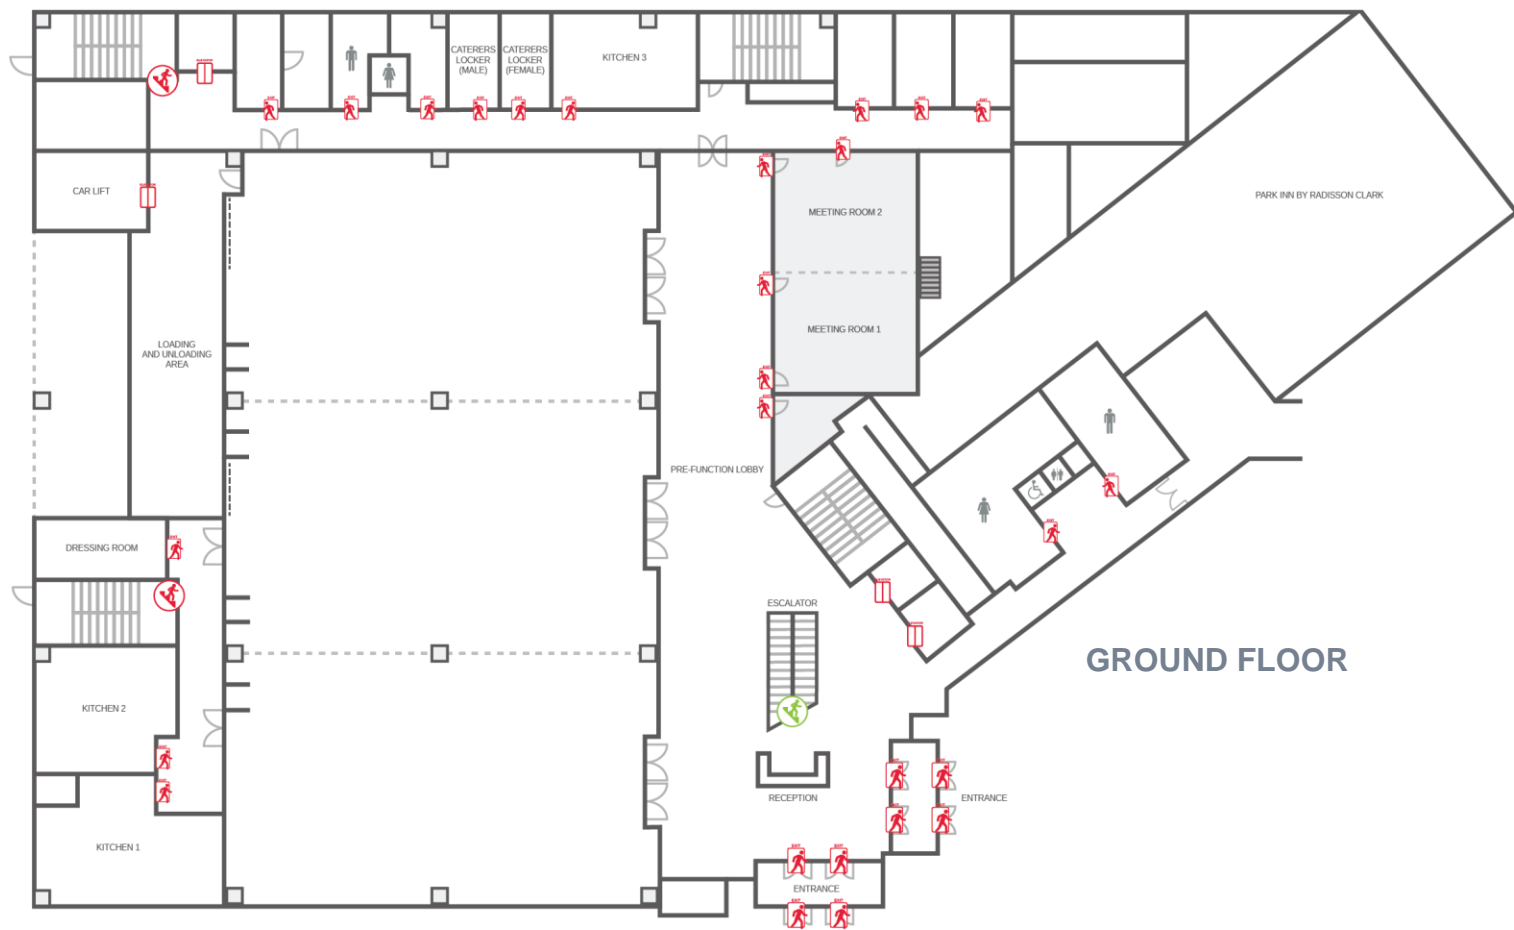 CATERERS
LOCKER
(MALE)
CATERERS
LOCKER
(FEMALE)
KITCHEN 3
CAR LIFT
MEETING ROOM 2
PARK INN BY RADISSON CLARK
MEETING ROOM 1
LOADING
AND UNLOADING
AREA
PRE-FUNCTION LOBBY
DRESSING ROOM
ESCALATOR
GROUND FLOOR
KITCHEN 2
RECEPTION
ENTRANCE
KITCHEN 1
ENTRANCE